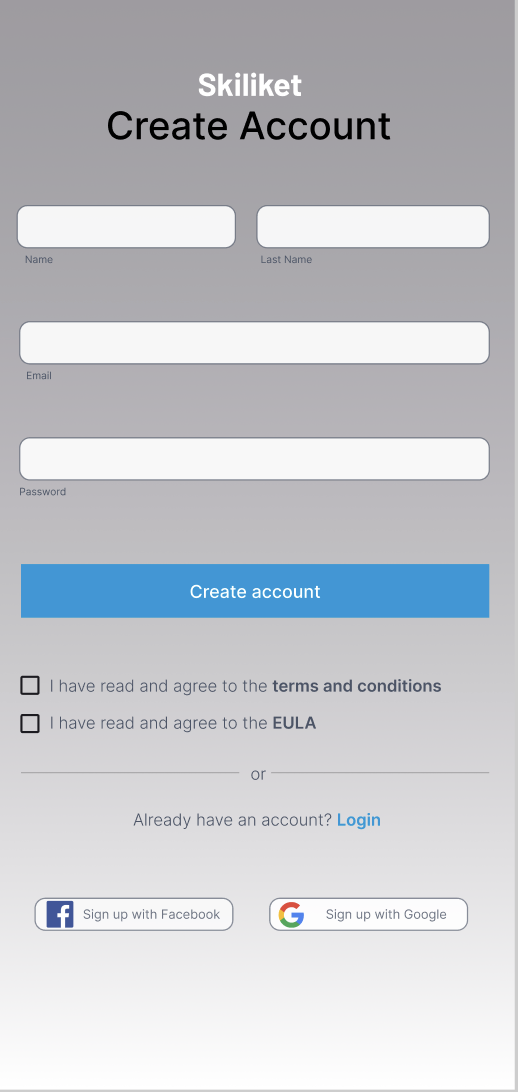 Skiliket
Create Account
Name Last Name
Email
Password
Create account
I have read and agree to the terms and conditions
I have read and agree to the EULA
or
Already have an account? Login
Sign up with Facebook Sign up with Google